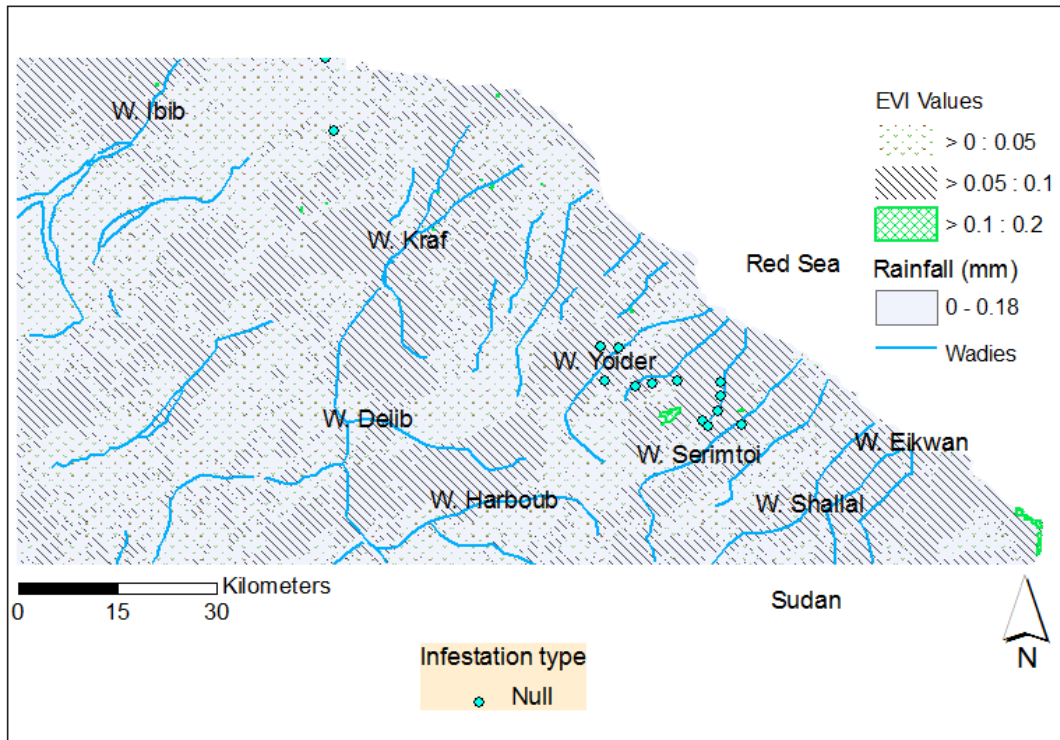 W. Ibib
W. Kraf
W. Yoider
W. Delib
W. Serimtoi
W. Eikwan
W. Harboub
W. Shallal
Red Sea
EVI Values
> 0 : 0.05
> 0.05 : 0.1
> 0.1 : 0.2
Rainfall (mm)
0 - 0.18
Wadies
Kilometers
0 15 30
Sudan
N
Infestation type
Null